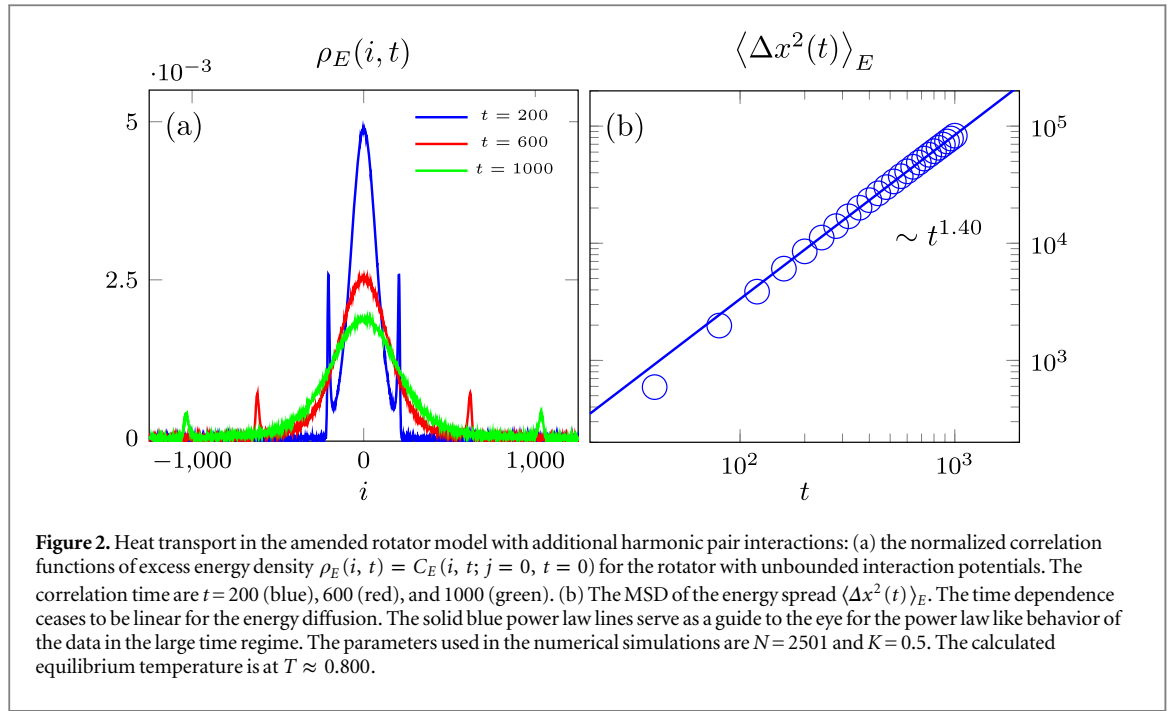 ρ_E(i, t)
⟨Δx²(t)⟩_E
·10⁻³
5
2.5
0
(a)
t = 200
t = 600
t = 1000
−1,000
0
1,000
i
(b)
∼ t^1.40
10⁵
10⁴
10³
10²
10³
t
Figure 2. Heat transport in the amended rotator model with additional harmonic pair interactions: (a) the normalized correlation
functions of excess energy density ρ_E(i, t) = C_E(i, t; j = 0, t = 0) for the rotator with unbounded interaction potentials. The
correlation time are t = 200 (blue), 600 (red), and 1000 (green). (b) The MSD of the energy spread ⟨Δx²(t)⟩_E. The time dependence
ceases to be linear for the energy diffusion. The solid blue power law lines serve as a guide to the eye for the power law like behavior of
the data in the large time regime. The parameters used in the numerical simulations are N = 2501 and K = 0.5. The calculated
equilibrium temperature is at T ≈ 0.800.